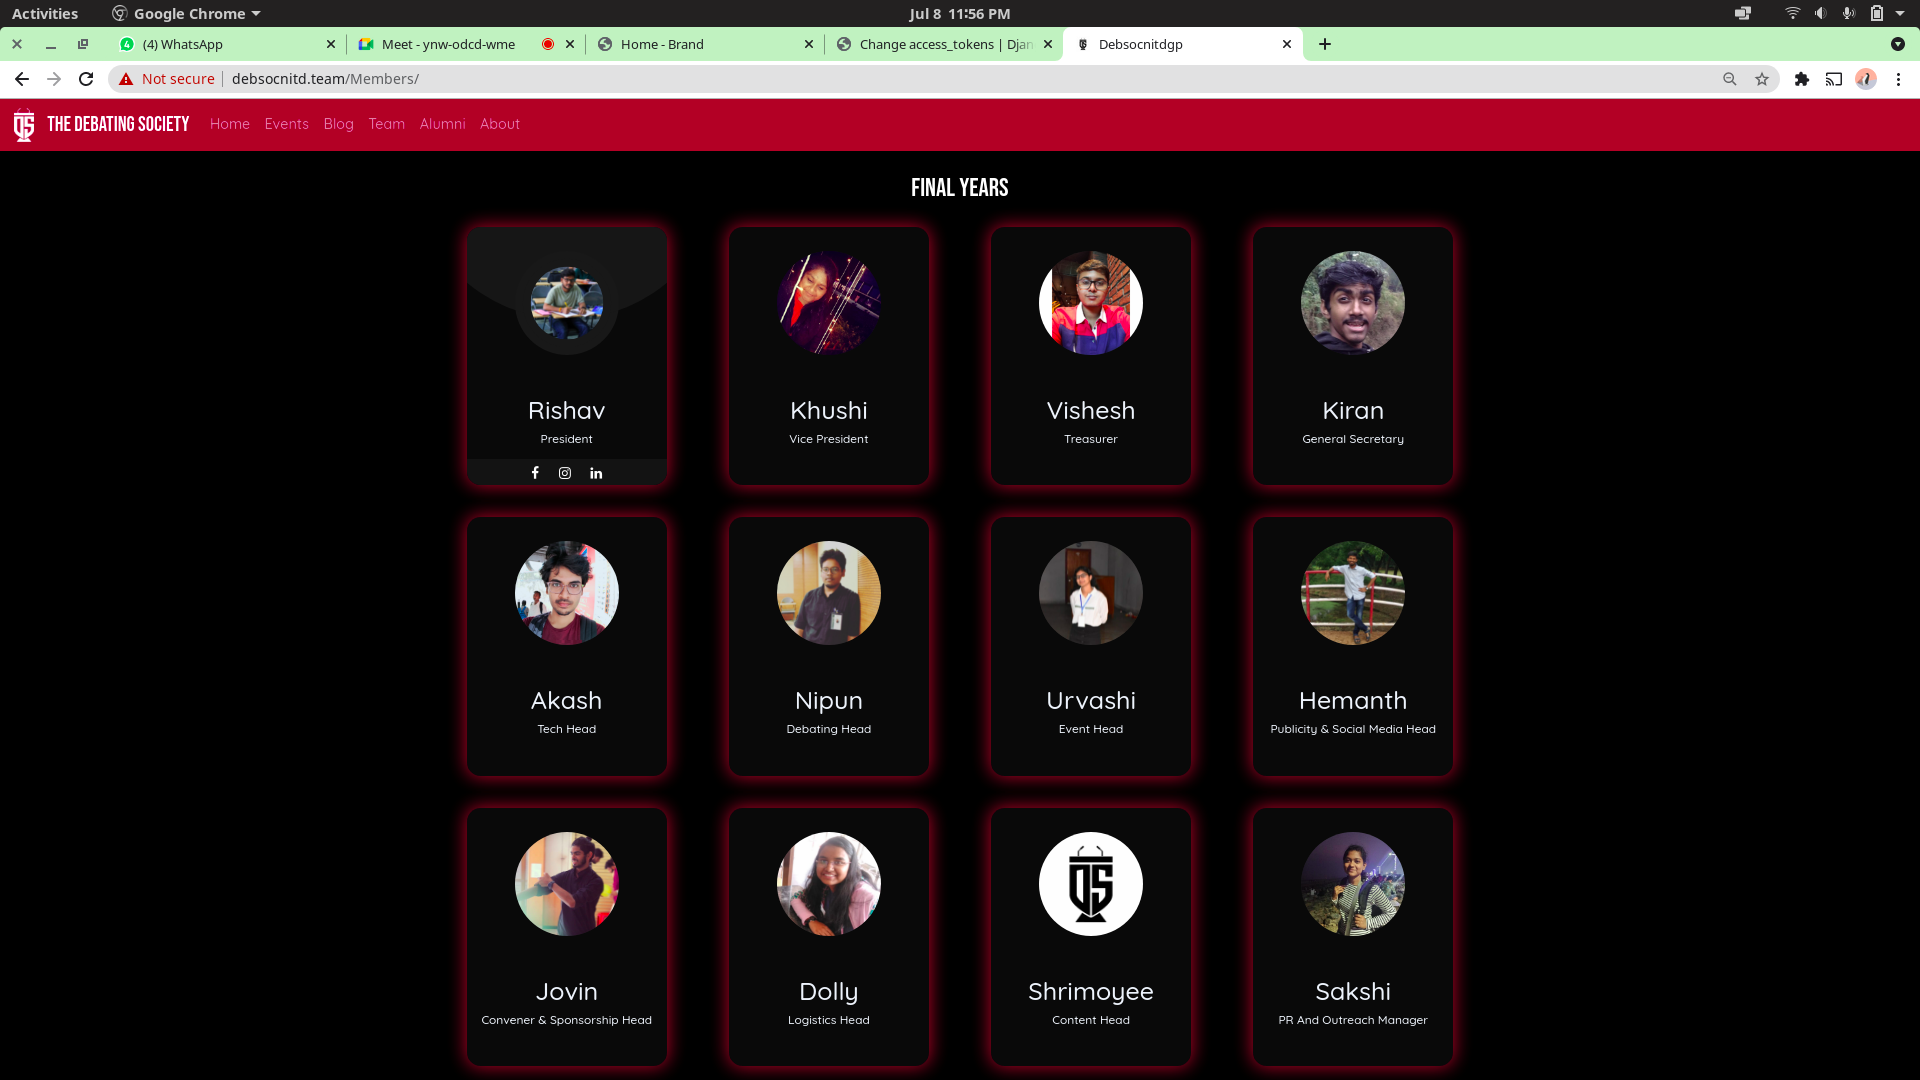 Activities Google Chrome Jul 8 11:56 PM
(4) WhatsApp Meet - ynw-odcd-wme Home - Brand Change access_tokens | Djan Debsocnitdgp
Not secure debsocnitd.team/Members/
DS THE DEBATING SOCIETY Home Events Blog Team Alumni About
FINAL YEARS
Rishav Khushi Vishesh Kiran
President Vice President Treasurer General Secretary
Akash Nipun Urvashi Hemanth
Tech Head Debating Head Event Head Publicity & Social Media Head
DS
Jovin Dolly Shrimoyee Sakshi
Convener & Sponsorship Head Logistics Head Content Head PR And Outreach Manager